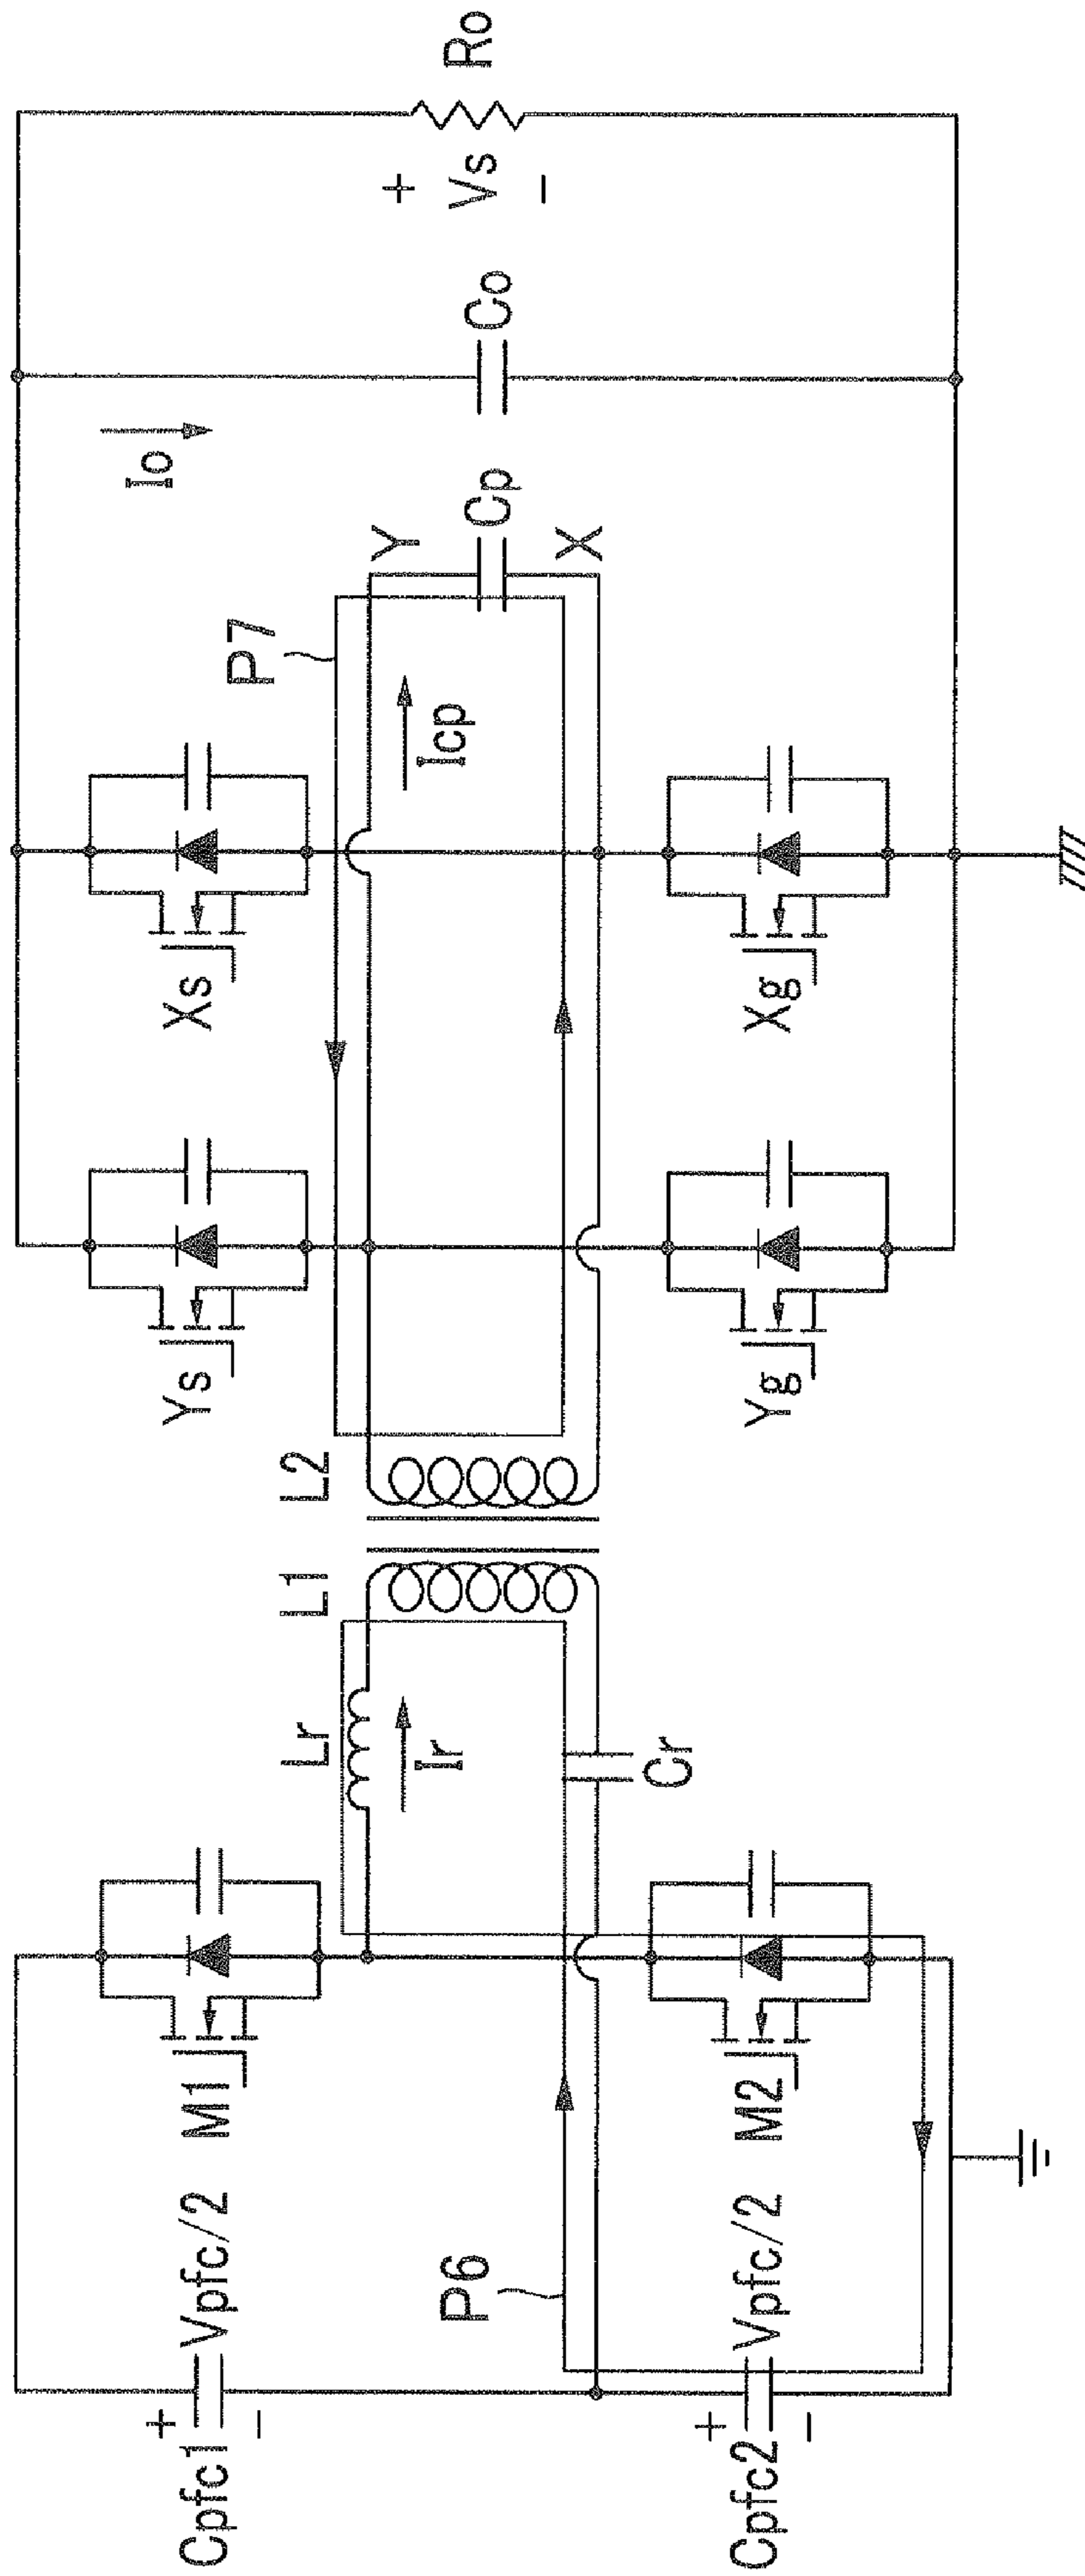 Cpfc1
+
-
Vpfc/2
M1
Cpfc2
+
-
Vpfc/2
M2
P6
Lr
Ir
Cr
L1
L2
Ys
Yg
Xs
Xg
P7
Icp
Y
Cp
X
Io
Co
+
Vs
-
Ro